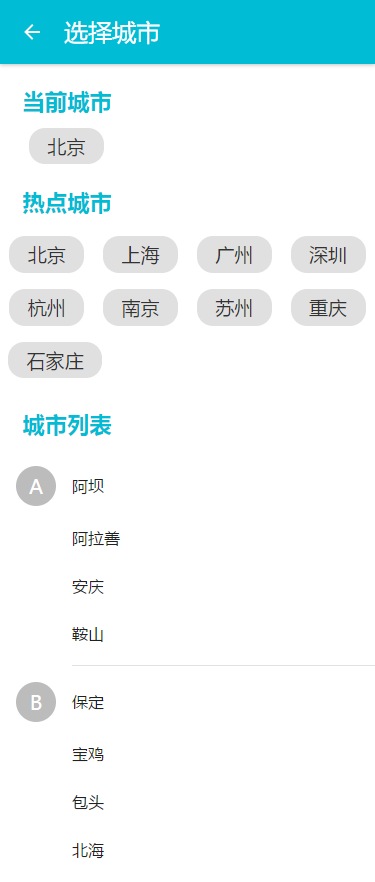 选择城市
当前城市
北京
热点城市
北京 上海 广州 深圳
杭州 南京 苏州 重庆
石家庄
城市列表
A 阿坝
阿拉善
安庆
鞍山
B 保定
宝鸡
包头
北海